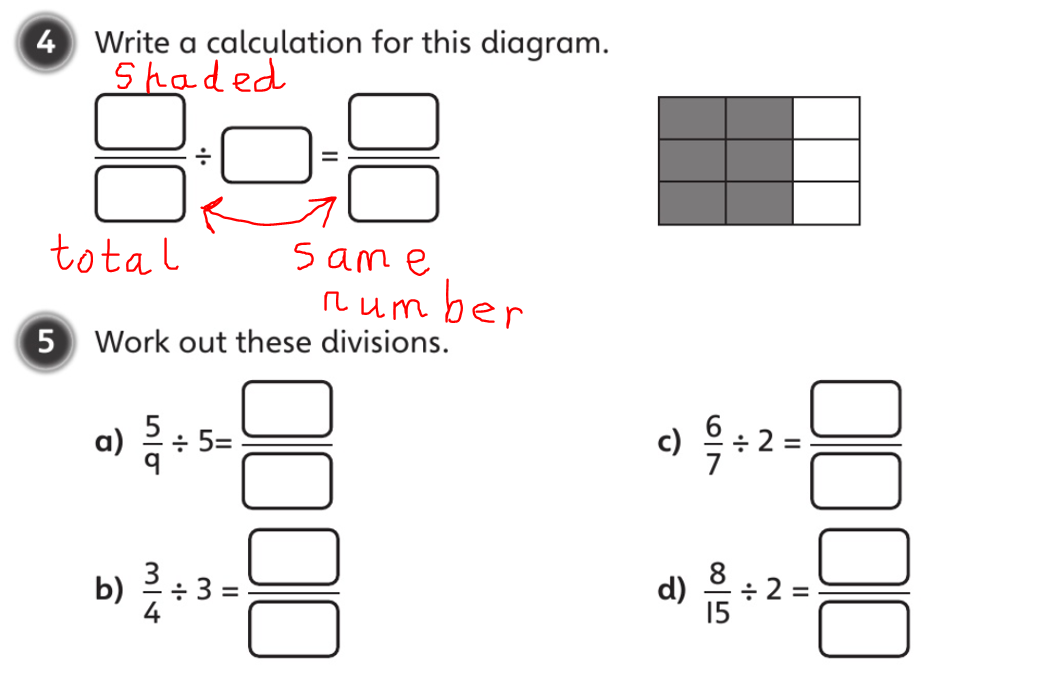 4 Write a calculation for this diagram.
shaded
÷ =
total same
number
5 Work out these divisions.
a) 5/9 ÷ 5=
c) 6/7 ÷ 2 =
b) 3/4 ÷ 3 =
d) 8/15 ÷ 2 =